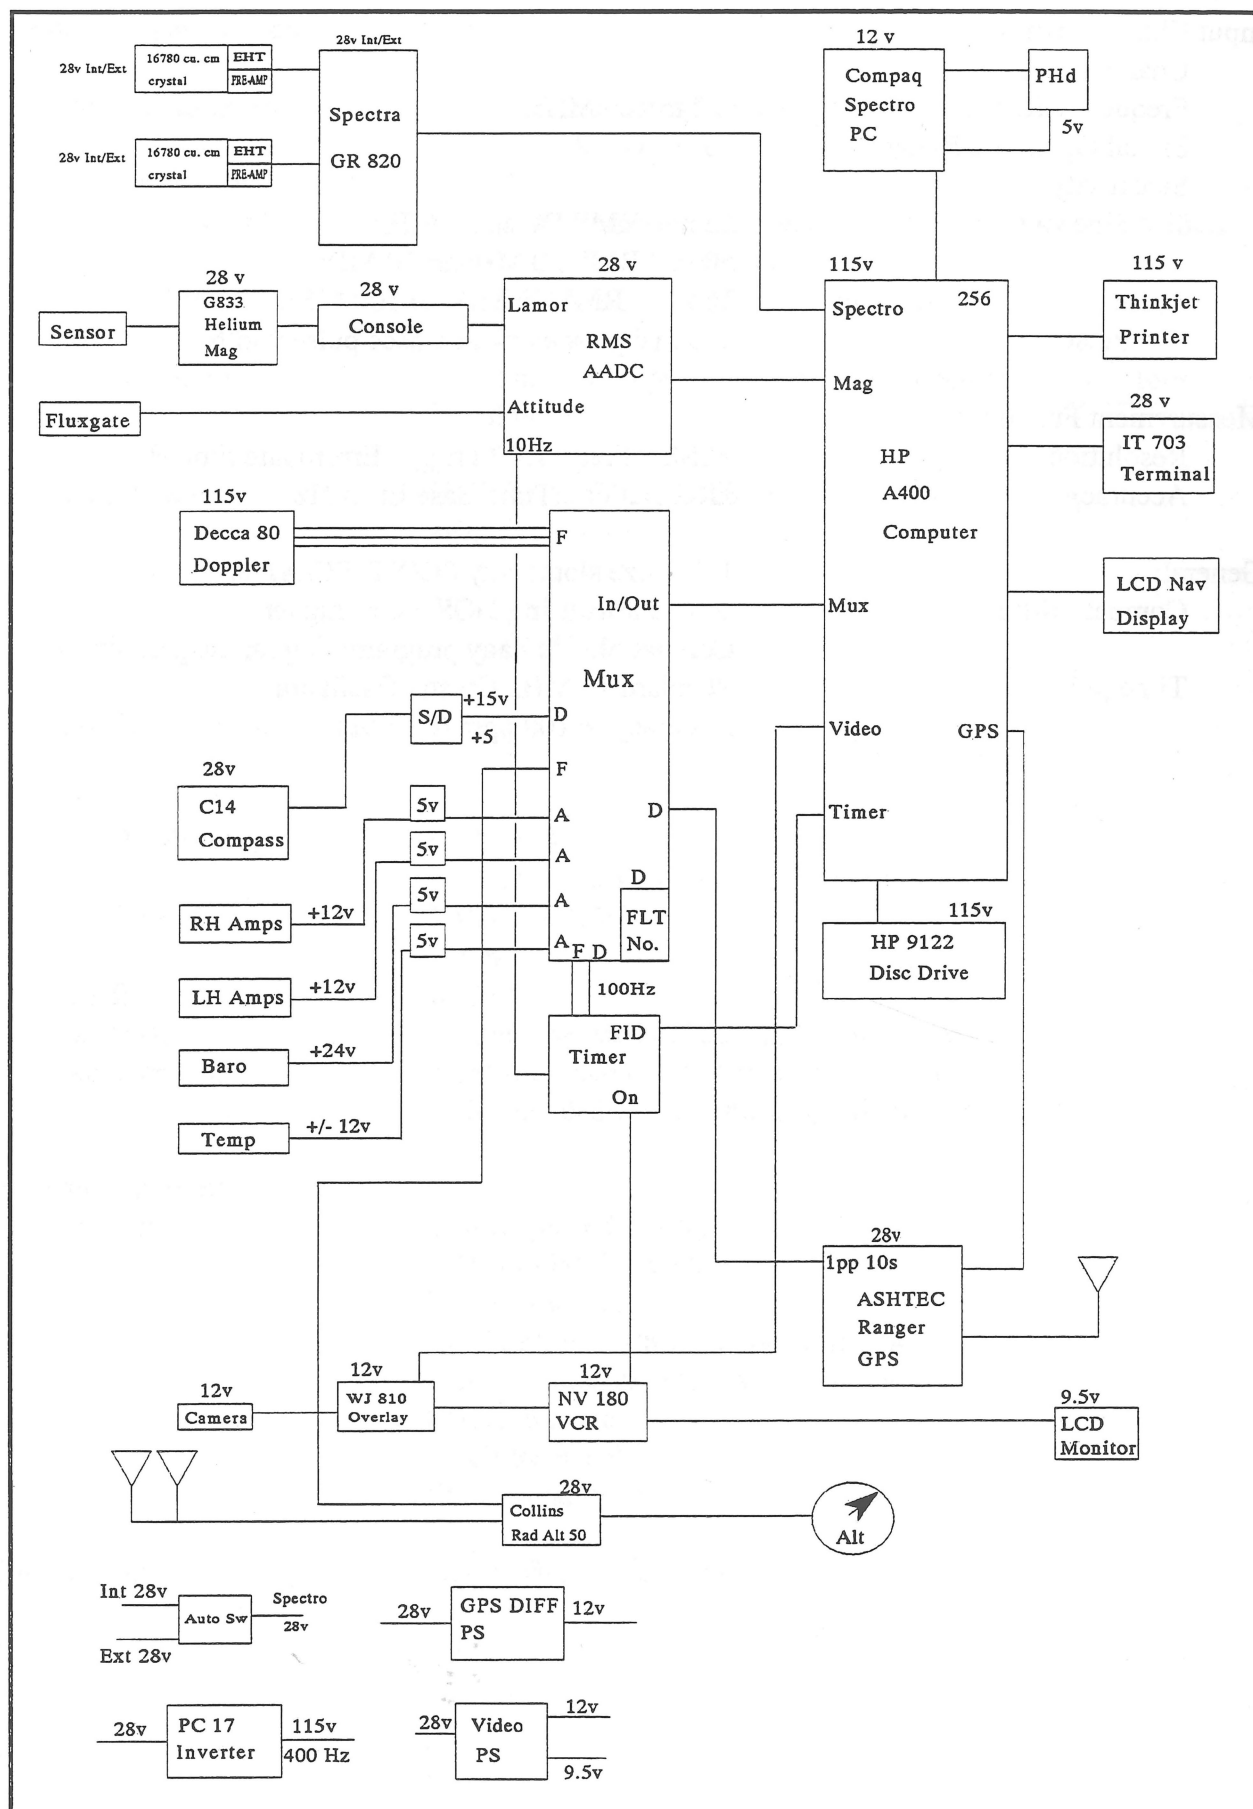 28v Int/Ext
28v Int/Ext
16780 cu. cm
crystal
EHT
PRE-AMP
28v Int/Ext
16780 cu. cm
crystal
EHT
PRE-AMP
Spectra
GR 820
12 v
Compaq
Spectro
PC
PHd
5v
Sensor
28 v
G833
Helium
Mag
28 v
Console
28 v
Lamor
RMS
AADC
Attitude
10Hz
Fluxgate
115v
Spectro
256
Mag
HP
A400
Computer
Mux
Video
GPS
Timer
115 v
Thinkjet
Printer
28 v
IT 703
Terminal
LCD Nav
Display
115v
Decca 80
Doppler
F
In/Out
Mux
D
F
A
A
A
A
D
D
FLT
No.
F D
100Hz
S/D
+15v
+5
28v
C14
Compass
5v
5v
5v
5v
RH Amps
+12v
LH Amps
+12v
Baro
+24v
Temp
+/- 12v
FID
Timer
On
115v
HP 9122
Disc Drive
28v
1pp 10s
ASHTEC
Ranger
GPS
12v
Camera
12v
WJ 810
Overlay
12v
NV 180
VCR
9.5v
LCD
Monitor
28v
Collins
Rad Alt 50
Alt
Int 28v
Ext 28v
Auto Sw
Spectro
28v
28v
GPS DIFF
PS
12v
28v
PC 17
Inverter
115v
400 Hz
28v
Video
PS
12v
9.5v